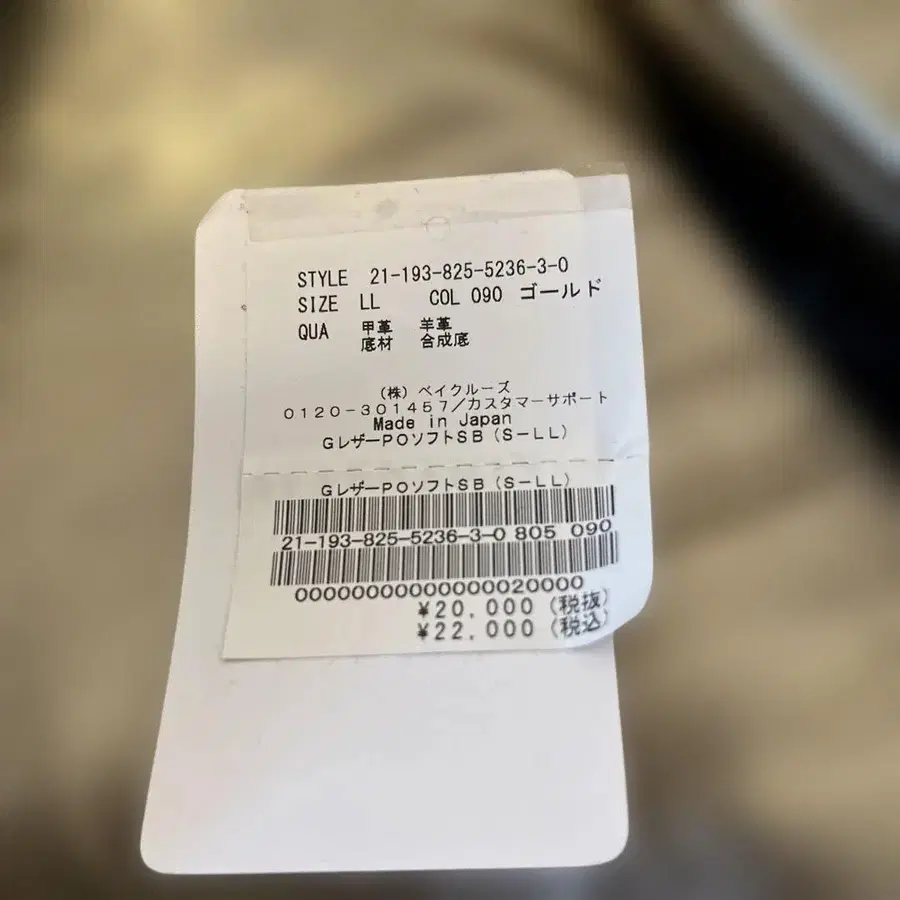 STYLE 21-193-825-5236-3-0
SIZE LL COL 090 ゴールド
QUA 甲革 羊革
底材 合成底
(株) ベイクルーズ
0120-301457/カスタマーサポート
Made in Japan
GレザーPOソフトSB(S-LL)
GレザーPOソフトSB(S-LL)
21-193-825-5236-3-0 805 090
000000000000000020000
¥20,000 (税抜)
¥22,000 (税込)